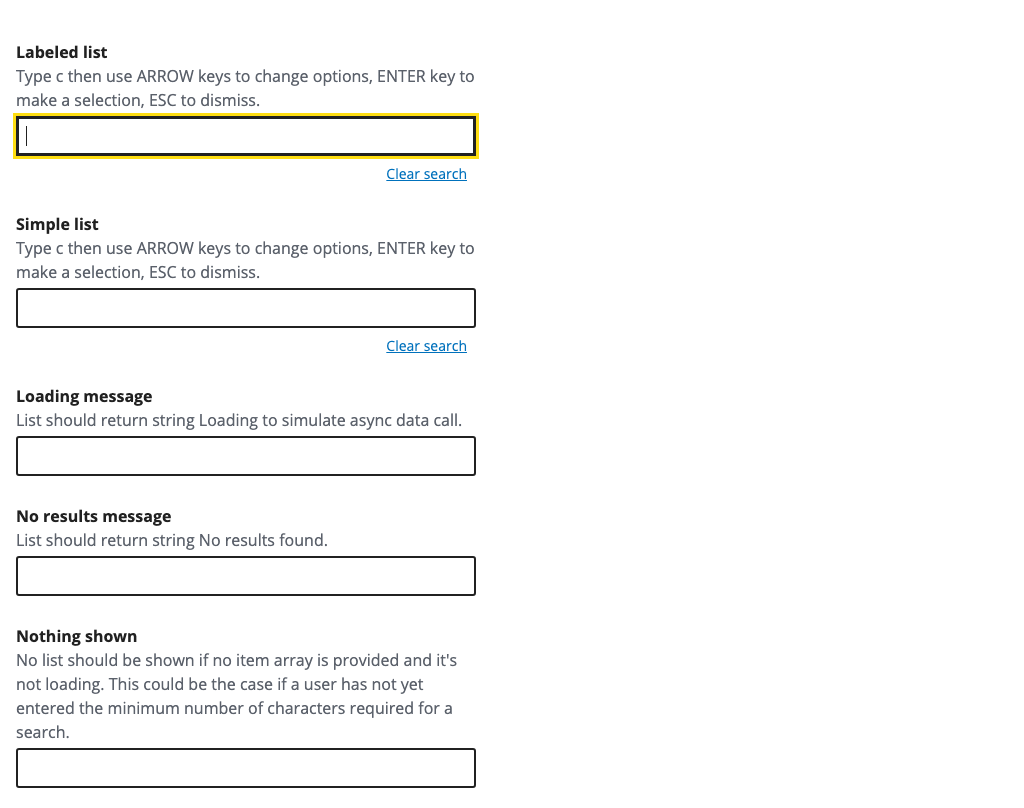 Labeled list
Type c then use ARROW keys to change options, ENTER key to
make a selection, ESC to dismiss.
Clear search
Simple list
Type c then use ARROW keys to change options, ENTER key to
make a selection, ESC to dismiss.
Clear search
Loading message
List should return string Loading to simulate async data call.
No results message
List should return string No results found.
Nothing shown
No list should be shown if no item array is provided and it's
not loading. This could be the case if a user has not yet
entered the minimum number of characters required for a
search.